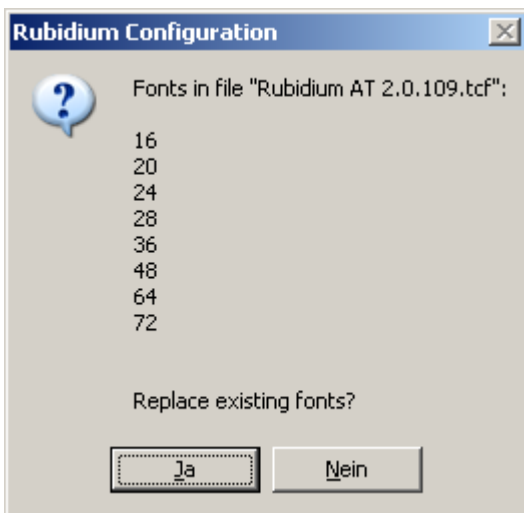 Rubidium Configuration
Fonts in file "Rubidium AT 2.0.109.tcf":
16
20
24
28
36
48
64
72
Replace existing fonts?
Ja
Nein